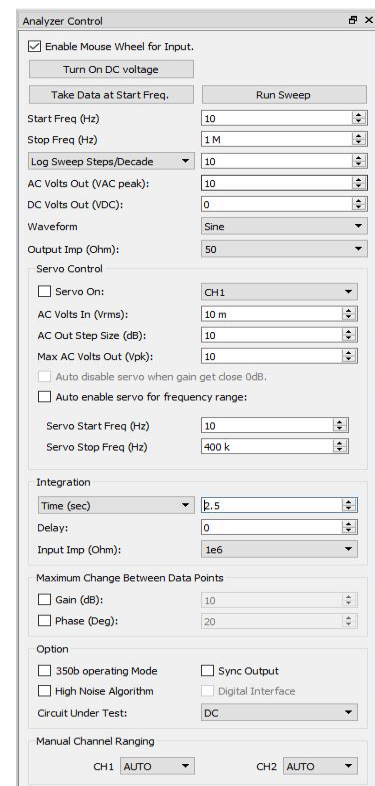 Analyzer Control
Enable Mouse Wheel for Input.
Turn On DC voltage
Take Data at Start Freq. Run Sweep
Start Freq (Hz) 10
Stop Freq (Hz) 1 M
Log Sweep Steps/Decade 10
AC Volts Out (VAC peak): 10
DC Volts Out (VDC): 0
Waveform Sine
Output Imp (Ohm): 50
Servo Control
Servo On: CH1
AC Volts In (Vrms): 10 m
AC Out Step Size (dB): 10
Max AC Volts Out (Vpk): 10
Auto disable servo when gain get close 0dB.
Auto enable servo for frequency range:
Servo Start Freq (Hz) 10
Servo Stop Freq (Hz) 400 k
Integration
Time (sec) 2.5
Delay: 0
Input Imp (Ohm): 1e6
Maximum Change Between Data Points
Gain (dB): 10
Phase (Deg): 20
Option
350b operating Mode Sync Output
High Noise Algorithm Digital Interface
Circuit Under Test: DC
Manual Channel Ranging
CH1 AUTO CH2 AUTO